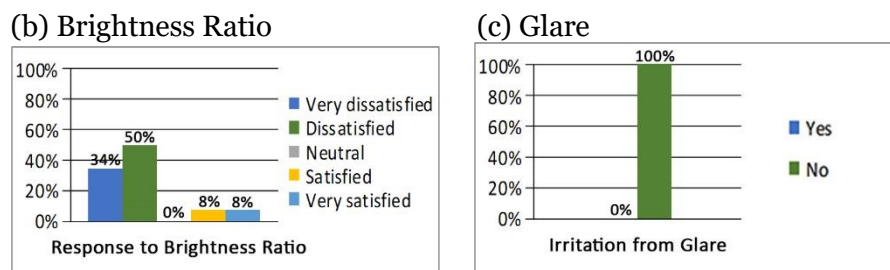 (b) Brightness Ratio
100%
80%
60%
40%
20%
0%
34%
50%
0%
8%
8%
Very dissatisfied
Dissatisfied
Neutral
Satisfied
Very satisfied
Response to Brightness Ratio
(c) Glare
100%
80%
60%
40%
20%
0%
0%
100%
Yes
No
Irritation from Glare